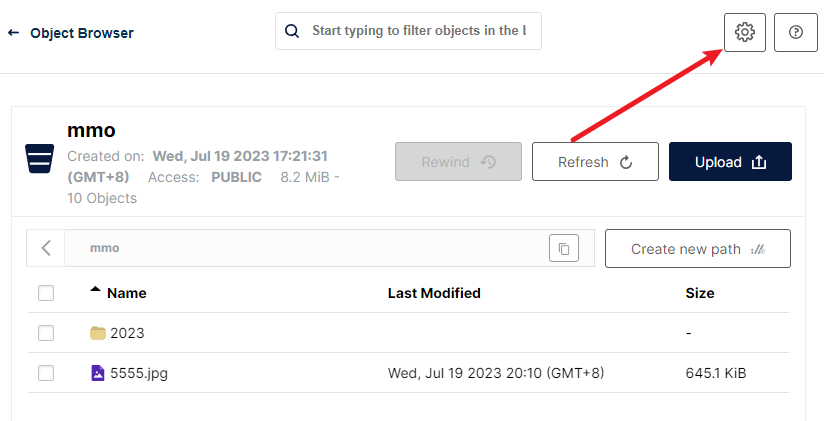 Object Browser
Start typing to filter objects in the b
mmo
Created on: Wed, Jul 19 2023 17:21:31
(GMT+8) Access: PUBLIC 8.2 MiB -
10 Objects
Rewind
Refresh
Upload
mmo
Create new path
Name Last Modified Size
2023 -
5555.jpg Wed, Jul 19 2023 20:10 (GMT+8) 645.1 KiB